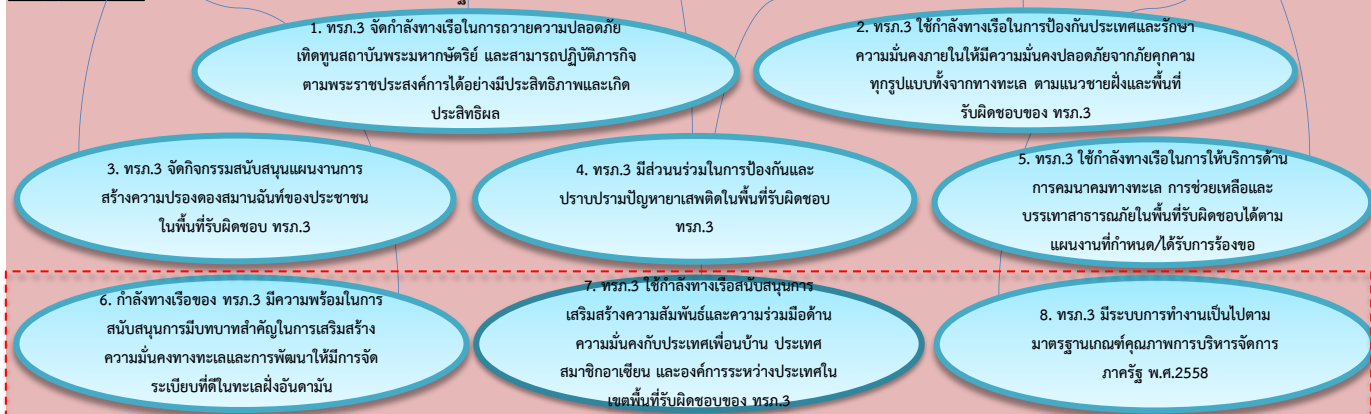 1. ทรภ.3 จัดกำลังทางเรือในการถวายความปลอดภัย
เทิดทูนสถาบันพระมหากษัตริย์ และสามารถปฏิบัติภารกิจ
ตามพระราชประสงค์การได้อย่างมีประสิทธิภาพและเกิด
ประสิทธิผล
2. ทรภ.3 ใช้กำลังทางเรือในการป้องกันประเทศและรักษา
ความมั่นคงภายในให้มีความมั่นคงปลอดภัยจากภัยคุกคาม
ทุกรูปแบบทั้งจากทางทะเล ตามแนวชายฝั่งและพื้นที่
รับผิดชอบของ ทรภ.3
3. ทรภ.3 จัดกิจกรรมสนับสนุนแผนงานการ
สร้างความปรองดองสมานฉันท์ของประชาชน
ในพื้นที่รับผิดชอบ ทรภ.3
4. ทรภ.3 มีส่วนนร่วมในการป้องกันและ
ปราบปรามปัญหายาเสพติดในพื้นที่รับผิดชอบ
ทรภ.3
5. ทรภ.3 ใช้กำลังทางเรือในการให้บริการด้าน
การคมนาคมทางทะเล การช่วยเหลือและ
บรรเทาสาธารณภัยในพื้นที่รับผิดชอบได้ตาม
แผนงานที่กำหนด/ได้รับการร้องขอ
6. กำลังทางเรือของ ทรภ.3 มีความพร้อมในการ
สนับสนุนการมีบทบาทสำคัญในการเสริมสร้าง
ความมั่นคงทางทะเลและการพัฒนาให้มีการจัด
ระเบียบที่ดีในทะเลฝั่งอันดามัน
7. ทรภ.3 ใช้กำลังทางเรือสนับสนุนการ
เสริมสร้างความสัมพันธ์และความร่วมมือด้าน
ความมั่นคงกับประเทศเพื่อนบ้าน ประเทศ
สมาชิกอาเซียน และองค์การระหว่างประเทศใน
เขตพื้นที่รับผิดชอบของ ทรภ.3
8. ทรภ.3 มีระบบการทำงานเป็นไปตาม
มาตรฐานเกณฑ์คุณภาพการบริหารจัดการ
ภาครัฐ พ.ศ.2558